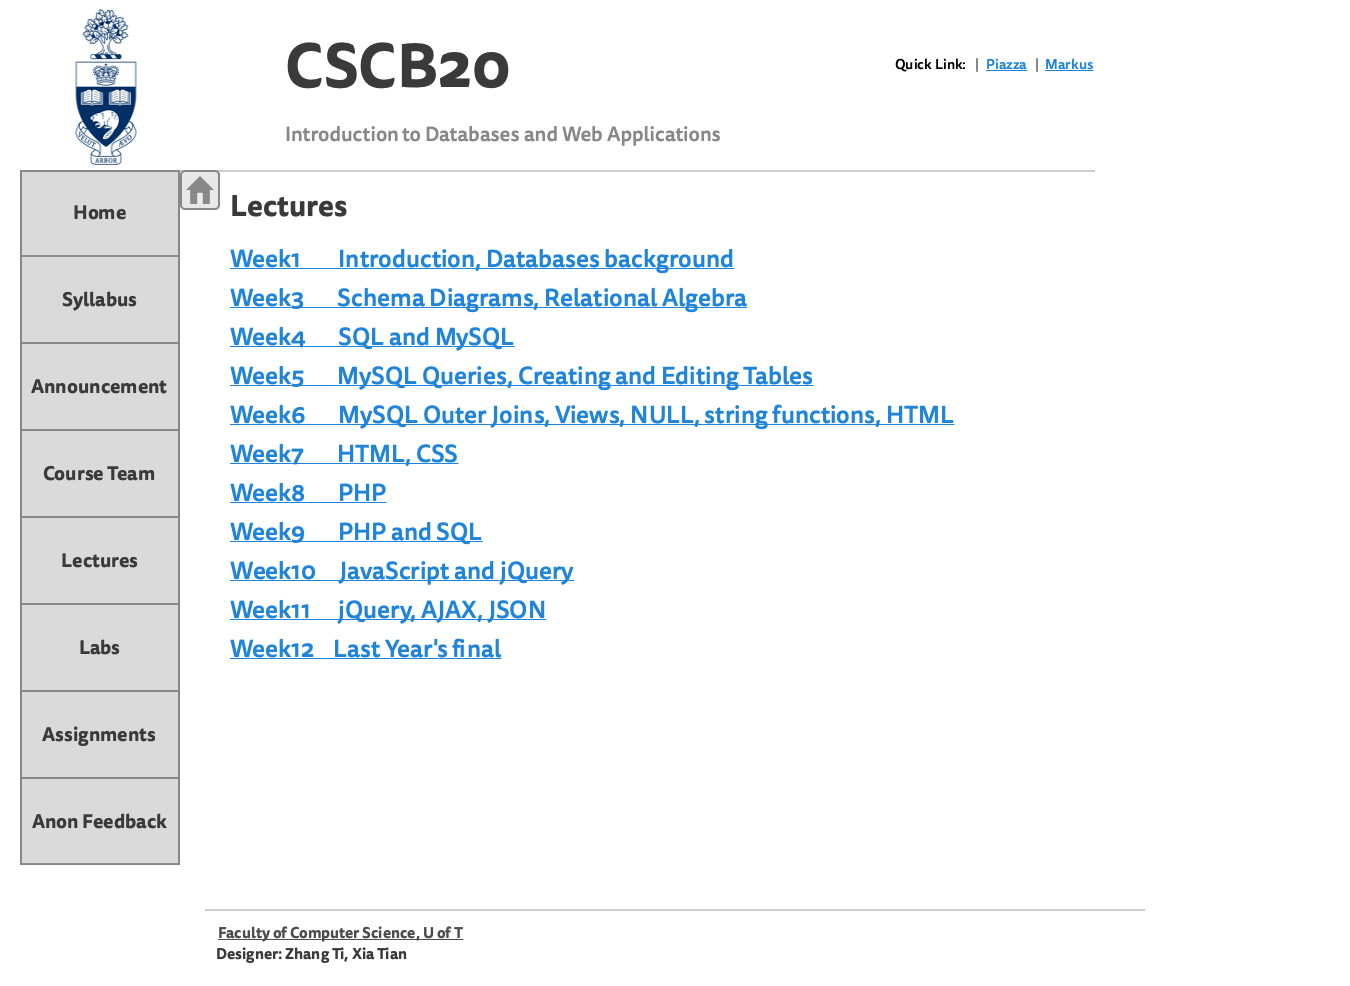 CSCB20
Quick Link: | Piazza | Markus
Introduction to Databases and Web Applications
VELUT ARBOR ÆVO
Home
Syllabus
Announcement
Course Team
Lectures
Labs
Assignments
Anon Feedback
Lectures
Week1 Introduction, Databases background
Week3 Schema Diagrams, Relational Algebra
Week4 SQL and MySQL
Week5 MySQL Queries, Creating and Editing Tables
Week6 MySQL Outer Joins, Views, NULL, string functions, HTML
Week7 HTML, CSS
Week8 PHP
Week9 PHP and SQL
Week10 JavaScript and jQuery
Week11 jQuery, AJAX, JSON
Week12 Last Year's final
Faculty of Computer Science, U of T
Designer: Zhang Ti, Xia Tian